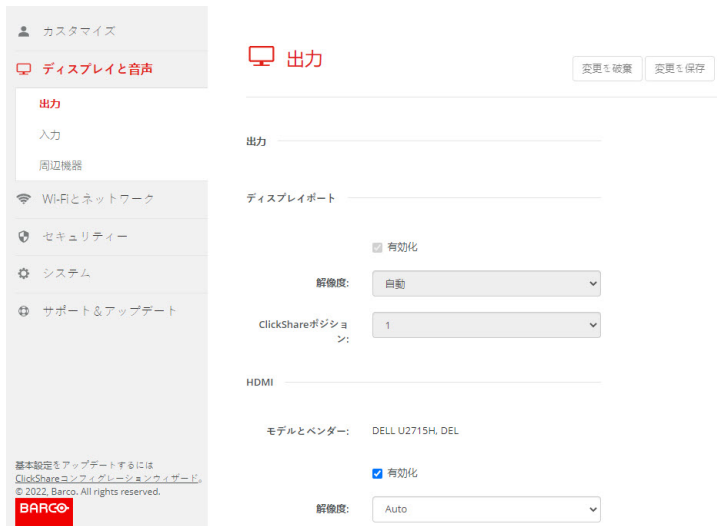 カスタマイズ
ディスプレイと音声
出力
入力
周辺機器
Wi-Fiとネットワーク
セキュリティー
システム
サポート＆アップデート
基本設定をアップデートするには
ClickShareコンフィグレーションウィザード。
© 2022, Barco. All rights reserved.
BARCO
出力
変更を破棄 変更を保存
出力
ディスプレイポート
有効化
解像度: 自動
ClickShareポジショ
ン: 1
HDMI
モデルとベンダー: DELL U2715H, DEL
有効化
解像度: Auto